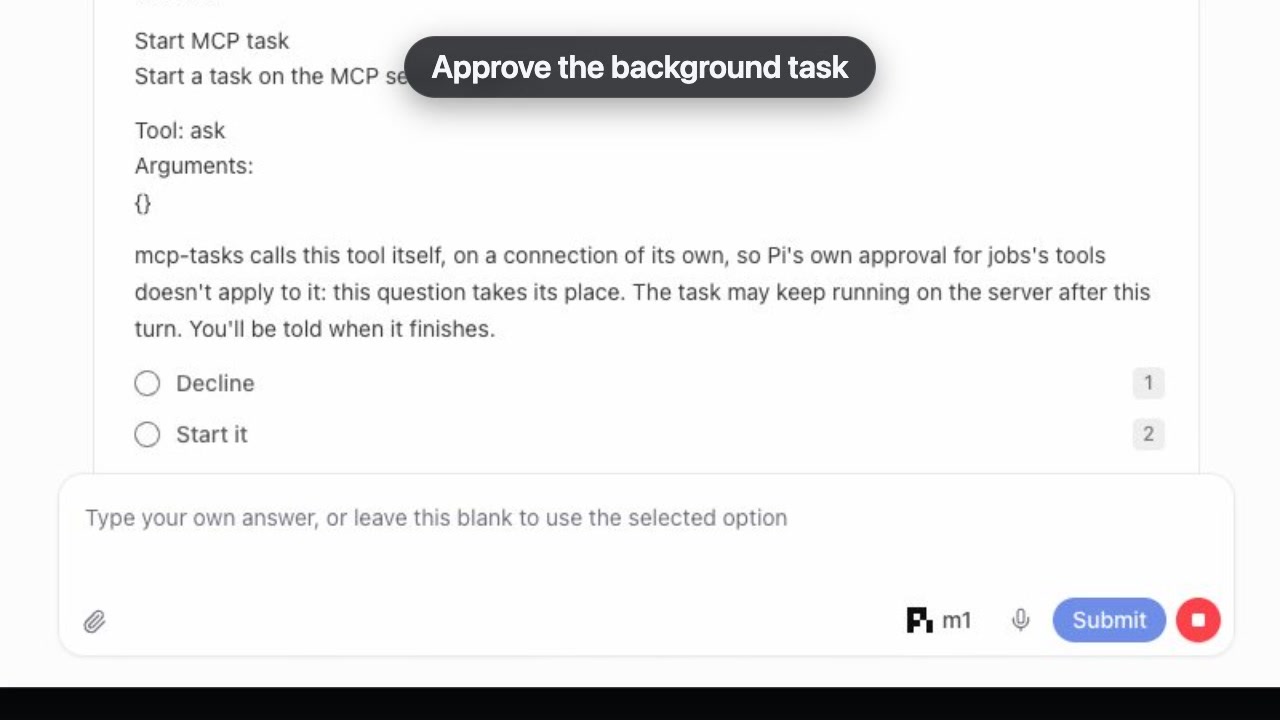 Start MCP task
Approve the background task
Start a task on the MCP se
Tool: ask
Arguments:
{}
mcp-tasks calls this tool itself, on a connection of its own, so Pi's own approval for jobs's tools
doesn't apply to it: this question takes its place. The task may keep running on the server after this
turn. You'll be told when it finishes.
Decline 1
Start it 2
Type your own answer, or leave this blank to use the selected option
m1 Submit